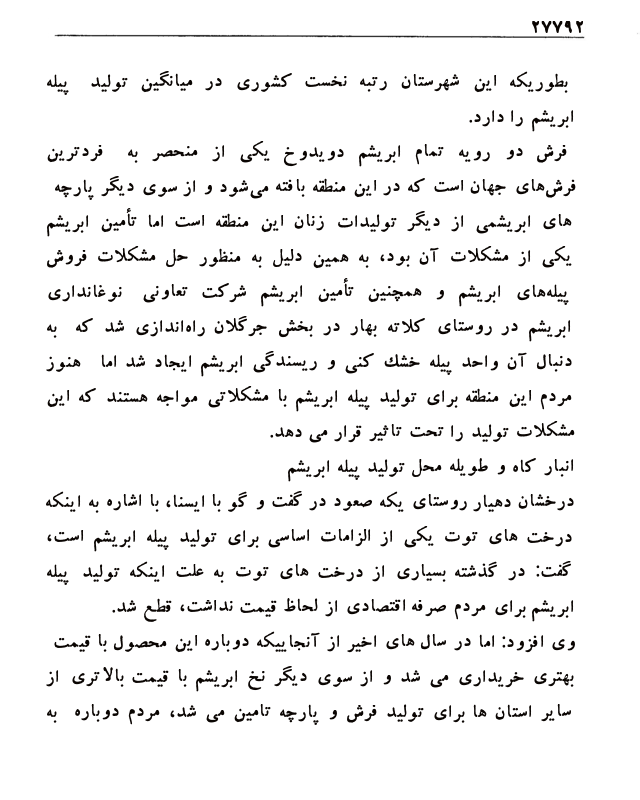 ۲۷۷۹۲
بطوریکه این شهرستان رتبه نخست کشوری در میانگین تولید پیله
ابریشم را دارد.
فرش دو رویه تمام ابریشم دویدوخ یکی از منحصر به فردترین
فرش‌های جهان است که در این منطقه بافته می‌شود و از سوی دیگر پارچه
های ابریشمی از دیگر تولیدات زنان این منطقه است اما تأمین ابریشم
یکی از مشکلات آن بود، به همین دلیل به منظور حل مشکلات فروش
پیله‌های ابریشم و همچنین تأمین ابریشم شرکت تعاونی نوغانداری
ابریشم در روستای کلاته بهار در بخش جرگلان راه‌اندازی شد که به
دنبال آن واحد پیله خشك کنی و ریسندگی ابریشم ایجاد شد اما هنوز
مردم این منطقه برای تولید پیله ابریشم با مشکلاتی مواجه هستند که این
مشکلات تولید را تحت تاثیر قرار می دهد.
انبار کاه و طویله محل تولید پیله ابریشم
درخشان دهیار روستای یکه صعود در گفت و گو با ایسنا، با اشاره به اینکه
درخت های توت یکی از الزامات اساسی برای تولید پیله ابریشم است،
گفت: در گذشته بسیاری از درخت های توت به علت اینکه تولید پیله
ابریشم برای مردم صرفه اقتصادی از لحاظ قیمت نداشت، قطع شد.
وی افزود: اما در سال های اخیر از آنجاییکه دوباره این محصول با قیمت
بهتری خریداری می شد و از سوی دیگر نخ ابریشم با قیمت بالاتری از
سایر استان ها برای تولید فرش و پارچه تامین می شد، مردم دوباره به